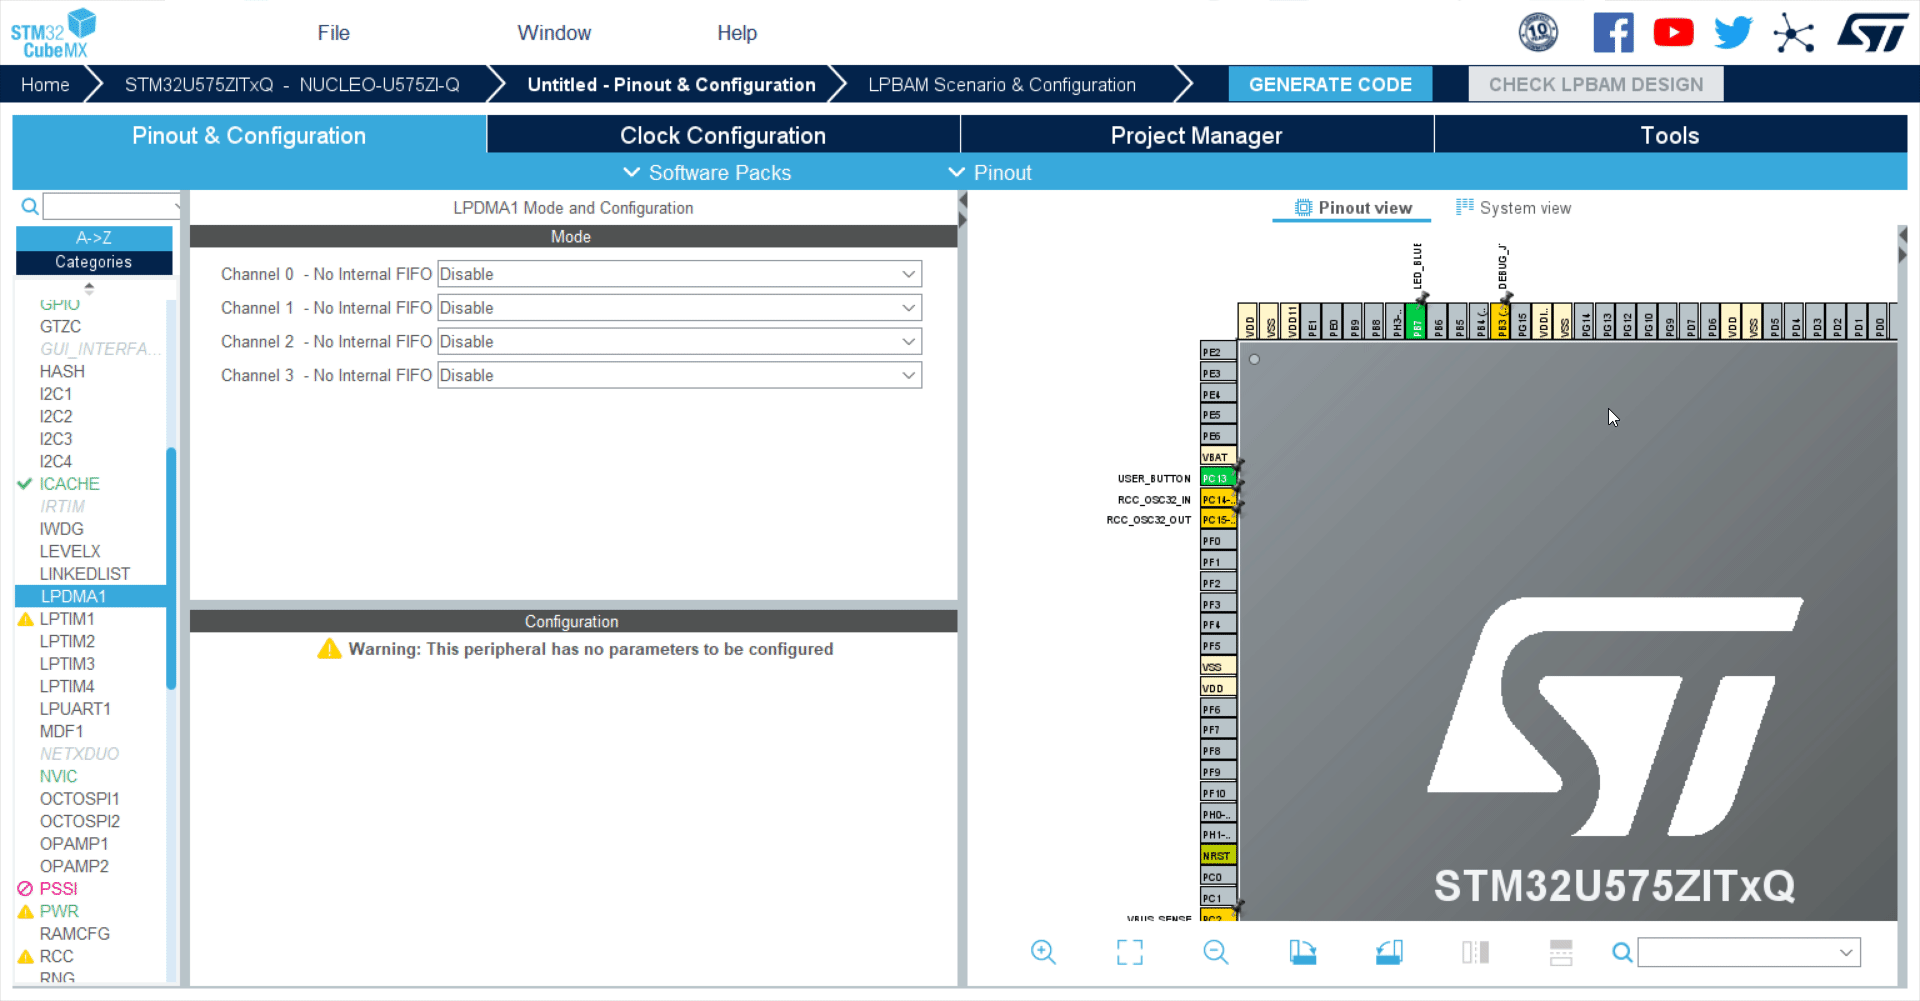 STM32
CubeMX
File
Window
Help
10
Home
STM32U575ZITxQ - NUCLEO-U575ZI-Q
Untitled - Pinout & Configuration
LPBAM Scenario & Configuration
GENERATE CODE
CHECK LPBAM DESIGN
Pinout & Configuration
Clock Configuration
Project Manager
Tools
Software Packs
Pinout
A->Z
Categories
GPIO
GTZC
GUI_INTERFA...
HASH
I2C1
I2C2
I2C3
I2C4
ICACHE
IRTIM
IWDG
LEVELX
LINKEDLIST
LPDMA1
LPTIM1
LPTIM2
LPTIM3
LPTIM4
LPUART1
MDF1
NETXDUO
NVIC
OCTOSPI1
OCTOSPI2
OPAMP1
OPAMP2
PSSI
PWR
RAMCFG
RCC
RNG
LPDMA1 Mode and Configuration
Mode
Channel 0 - No Internal FIFO Disable
Channel 1 - No Internal FIFO Disable
Channel 2 - No Internal FIFO Disable
Channel 3 - No Internal FIFO Disable
Configuration
Warning: This peripheral has no parameters to be configured
Pinout view
System view
LED_BLUE
DEBUG_J
VDD
VSS
VDD11
PE1
PE0
PB9
PB8
PH3-..
PB7
PB6
PB5
PB4 (..
PB3 (..
PG15
VDDI..
VSS
PG14
PG13
PG12
PG10
PG9
PD7
PD6
VDD
VSS
PD5
PD4
PD3
PD2
PD1
PD0
PE2
PE3
PE4
PE5
PE6
VBAT
USER_BUTTON PC13
RCC_OSC32_IN PC14-..
RCC_OSC32_OUT PC15-..
PF0
PF1
PF2
PF3
PF4
PF5
VSS
VDD
PF6
PF7
PF8
PF9
PF10
PH0-..
PH1-..
NRST
PC0
PC1
VBUS_SENSE PC2
ST
STM32U575ZITxQ